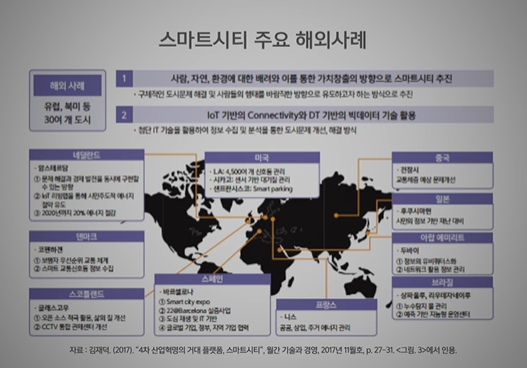 스마트시티 주요 해외사례
해외 사례
유럽, 북미 등
30여 개 도시
1 사람, 자연, 환경에 대한 배려와 이를 통한 가치창출의 방향으로 스마트시티 추진
· 구체적인 도시문제 해결 및 사람들의 행태를 바람직한 방향으로 유도하고자 하는 방식으로 추진
2 IoT 기반의 Connectivity와 DT 기반의 빅데이터 기술 활용
· 첨단 IT 기술을 활용하여 정보 수집 및 분석을 통한 도시문제 개선, 해결 방식
네덜란드
· 암스테르담
① 문제 해결과 경제 발전을 동시에 구현할
수 있는 방향
② IoT 리빙랩을 통해 시민주도적 에너지
절약 유도
③ 2020년까지 20% 에너지 절감
덴마크
· 코펜하겐
① 보행자 우선순위 교통 체계
② 스마트 교통신호등 정보 수집
스코틀랜드
· 글래스고우
① 오픈 소스 적극 활용, 삶의 질 개선
② CCTV 통합 관제센터 개선
미국
· L.A: 4,500여 개 신호등 관리
· 시카고: 센서 기반 대기질 관리
· 샌프란시스코: Smart parking
스페인
· 바르셀로나
① Smart city expo
② 22@Barcelona 실증사업
③ 도심 재생 및 IT 기반
④ 글로벌 기업, 정부, 지역 기업 협력
프랑스
· 니스
공공, 상업, 주거 에너지 관리
중국
· 전장시
교통체증 예상 문제개선
일본
· 후쿠시마현
시민의 정보 기반 재난 대비
아랍 에미리트
· 두바이
① 정보의 유비쿼터스화
② 네트워크 활용 정보 관리
브라질
· 상파울루, 리우데자네이루
① 누수탐지 물 관리
② 예측 기반 지능형 운영센터
자료 : 김재덕. (2017). "4차 산업혁명의 거대 플랫폼, 스마트시티", 월간 기술과 경영, 2017년 11월호, p. 27-31. <그림. 3>에서 인용.